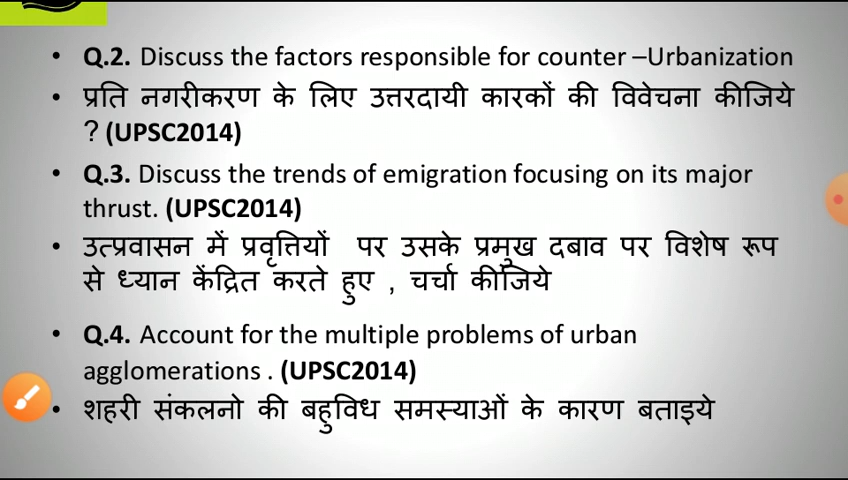 • Q.2. Discuss the factors responsible for counter –Urbanization
• प्रति नगरीकरण के लिए उत्तरदायी कारकों की विवेचना कीजिये
? (UPSC2014)
• Q.3. Discuss the trends of emigration focusing on its major
thrust. (UPSC2014)
• उत्प्रवासन में प्रवृत्तियों पर उसके प्रमुख दबाव पर विशेष रूप
से ध्यान केंद्रित करते हुए , चर्चा कीजिये
• Q.4. Account for the multiple problems of urban
agglomerations . (UPSC2014)
• शहरी संकलनो की बहुविध समस्याओं के कारण बताइये